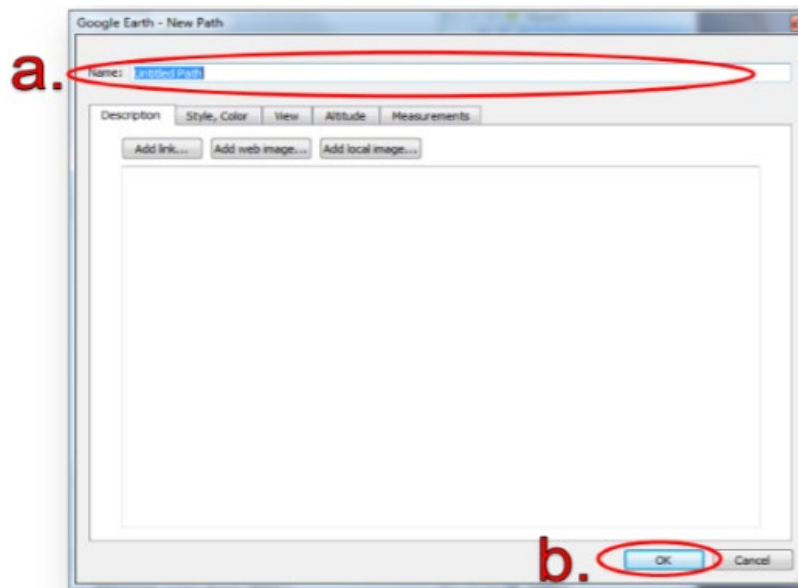 Google Earth - New Path
a.
Name: Untitled Path
Description Style, Color View Altitude Measurements
Add link... Add web image... Add local image...
b.
OK Cancel